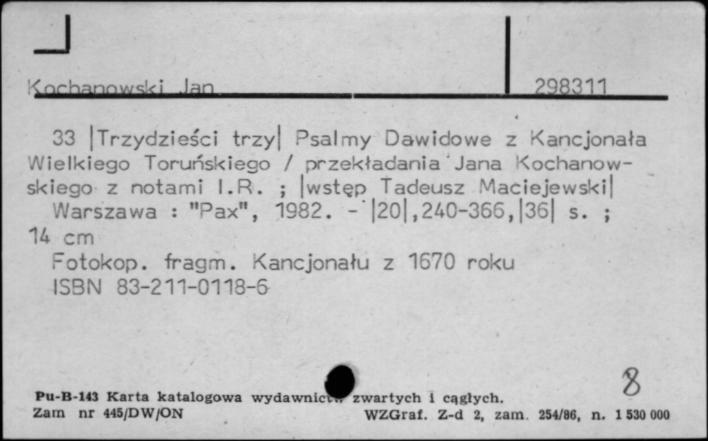 Kochanowski Jan 298311
33 |Trzydzieści trzy| Psalmy Dawidowe z Kancjonała
Wielkiego Toruńskiego / przekładania Jana Kochanow-
skiego z notami I.R. ; |wstęp Tadeusz Maciejewski|
Warszawa : "Pax", 1982. - |20|,240-366,|36| s. ;
14 cm
Fotokop. fragm. Kancjonału z 1670 roku
ISBN 83-211-0118-6
8
Pu-B-143 Karta katalogowa wydawnictw zwartych i cągłych.
Zam nr 445/DW/ON WZGraf. Z-d 2, zam. 254/86, n. 1 530 000